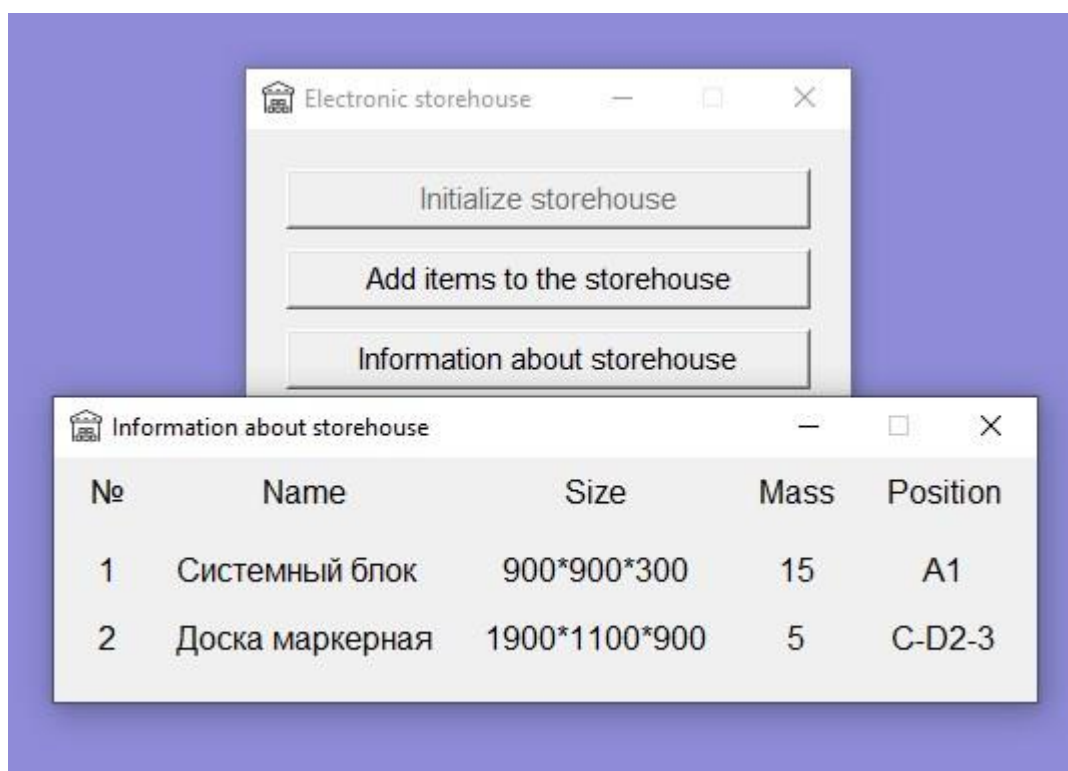 Electronic storehouse
Initialize storehouse
Add items to the storehouse
Information about storehouse
Information about storehouse
№ Name Size Mass Position
1 Системный блок 900*900*300 15 A1
2 Доска маркерная 1900*1100*900 5 C-D2-3